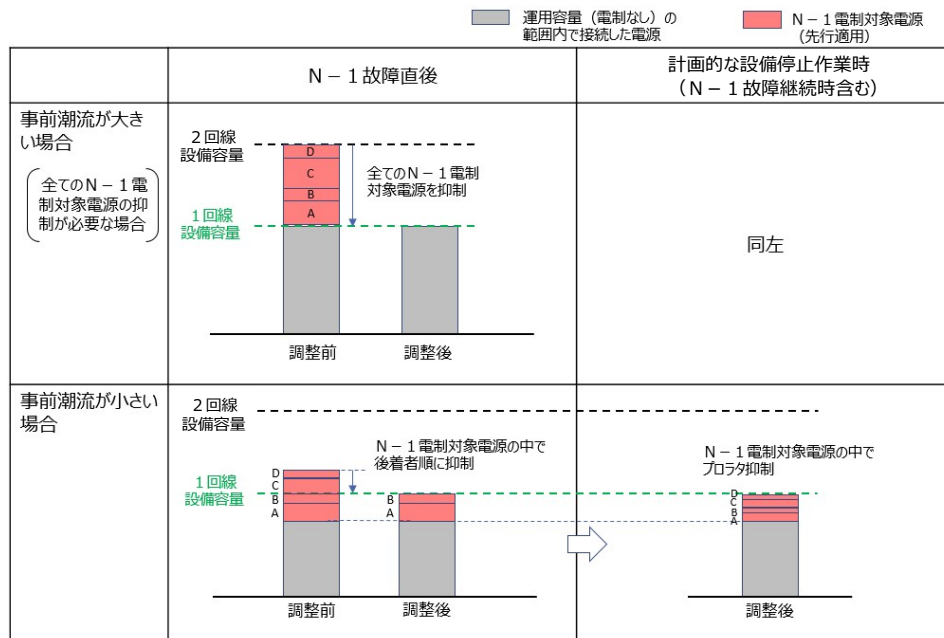 運用容量（電制なし）の
範囲内で接続した電源
Ｎ－１電制対象電源
（先行適用）
Ｎ－１故障直後
計画的な設備停止作業時
（Ｎ－１故障継続時含む）
事前潮流が大き
い場合
全てのＮ－１電
制対象電源の抑
制が必要な場合
２回線
設備容量
D
C
B
A
全てのＮ－１電制
対象電源を抑制
１回線
設備容量
調整前
調整後
同左
事前潮流が小さい
場合
２回線
設備容量
Ｎ－１電制対象電源の中で
後着者順に抑制
１回線
設備容量
D
C
B
A
B
A
調整前
調整後
Ｎ－１電制対象電源の中で
プロラタ抑制
D
C
B
A
調整後